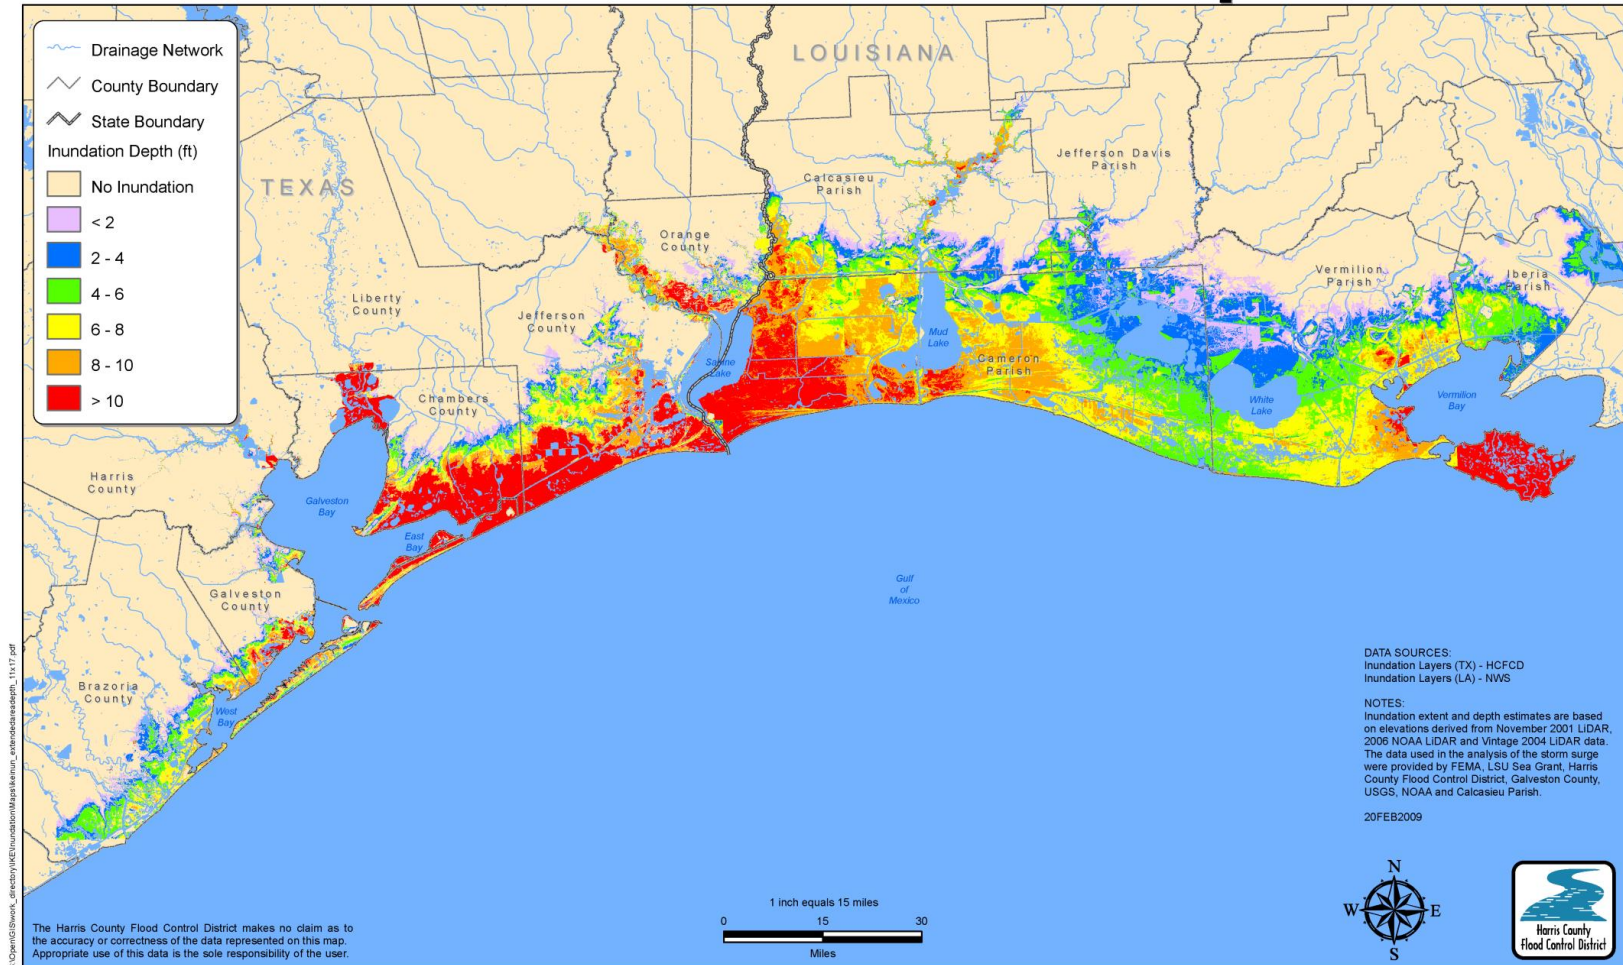 Drainage Network
County Boundary
State Boundary
Inundation Depth (ft)
No Inundation
< 2
2 - 4
4 - 6
6 - 8
8 - 10
> 10
LOUISIANA
TEXAS
Jefferson Davis
Parish
Calcasieu
Parish
Orange
County
Vermilion
Parish
Iberia
Parish
Liberty
County
Jefferson
County
Mud
Lake
Sabine
Lake
Cameron
Parish
Chambers
County
White
Lake
Vermilion
Bay
Harris
County
Galveston
Bay
East
Bay
Gulf
of
Mexico
Galveston
County
Brazoria
County
West
Bay
DATA SOURCES:
Inundation Layers (TX) - HCFCD
Inundation Layers (LA) - NWS
NOTES:
Inundation extent and depth estimates are based
on elevations derived from November 2001 LiDAR,
2006 NOAA LiDAR and Vintage 2004 LiDAR data.
The data used in the analysis of the storm surge
were provided by FEMA, LSU Sea Grant, Harris
County Flood Control District, Galveston County,
USGS, NOAA and Calcasieu Parish.
20FEB2009
1 inch equals 15 miles
0 15 30
Miles
N
W E
S
Harris County
Flood Control District
The Harris County Flood Control District makes no claim as to
the accuracy or correctness of the data represented on this map.
Appropriate use of this data is the sole responsibility of the user.